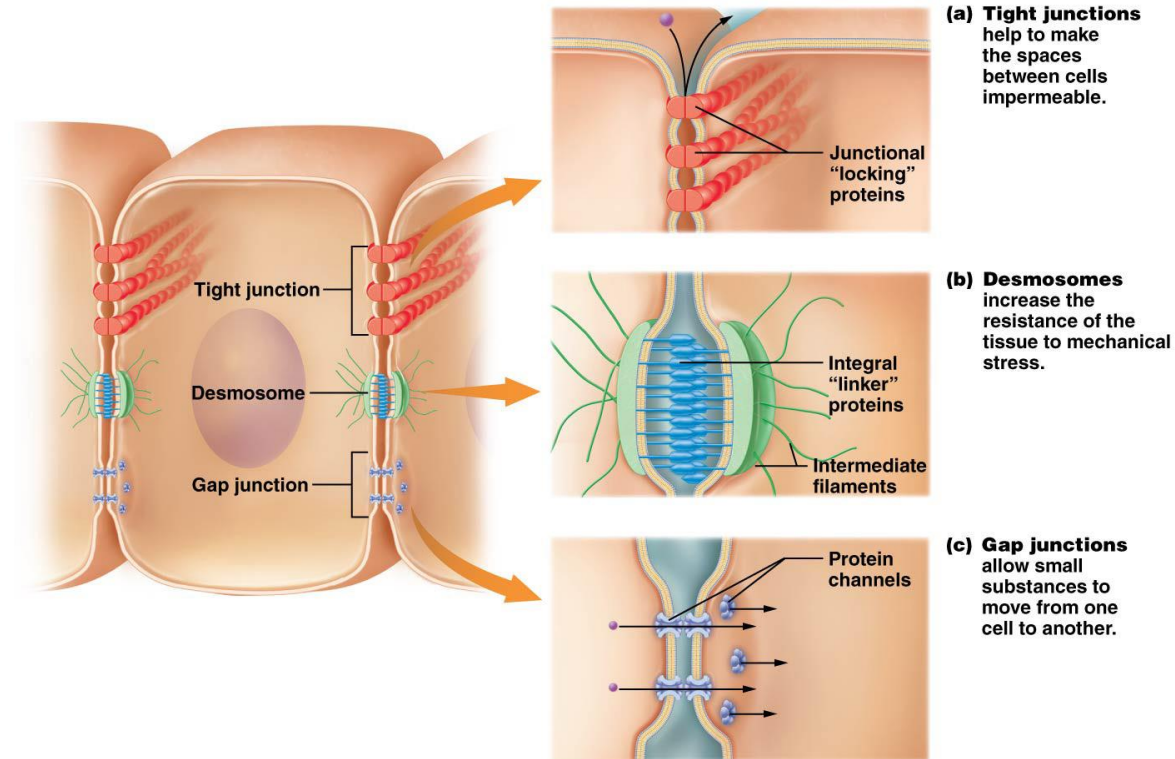 (a) Tight junctions
help to make
the spaces
between cells
impermeable.
Junctional
“locking”
proteins
Tight junction
Desmosome
Gap junction
(b) Desmosomes
increase the
resistance of the
tissue to mechanical
stress.
Integral
“linker”
proteins
Intermediate
filaments
(c) Gap junctions
allow small
substances to
move from one
cell to another.
Protein
channels